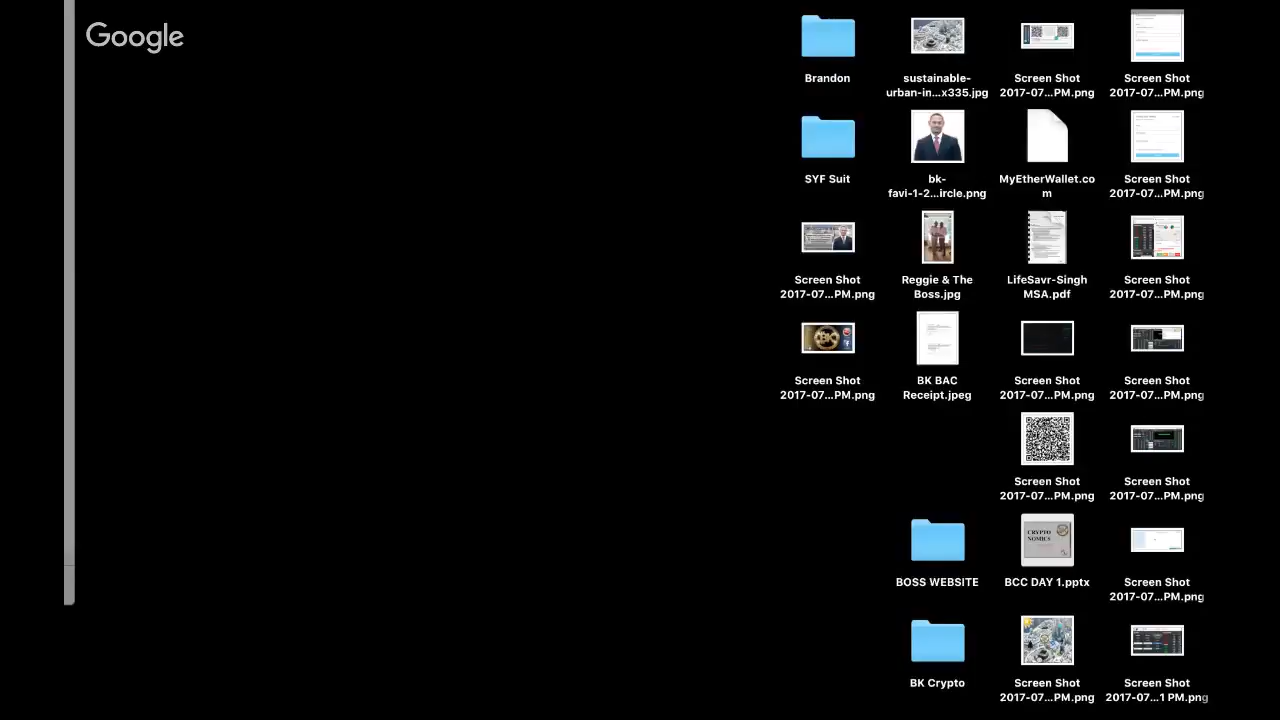 Google
Brandon
sustainable-
urban-in...x335.jpg
Screen Shot
2017-07...PM.png
Screen Shot
2017-07...PM.png
SYF Suit
bk-
favi-1-2...ircle.png
MyEtherWallet.co
m
Screen Shot
2017-07...PM.png
Screen Shot
2017-07...PM.png
Reggie & The
Boss.jpg
LifeSavr-Singh
MSA.pdf
Screen Shot
2017-07...PM.png
Screen Shot
2017-07...PM.png
BK BAC
Receipt.jpeg
Screen Shot
2017-07...PM.png
Screen Shot
2017-07...PM.png
Screen Shot
2017-07...PM.png
Screen Shot
2017-07...PM.png
CRYPTO
NOMICS
BOSS WEBSITE
BCC DAY 1.pptx
Screen Shot
2017-07...PM.png
BK Crypto
Screen Shot
2017-07...PM.png
Screen Shot
2017-07...1 PM.png